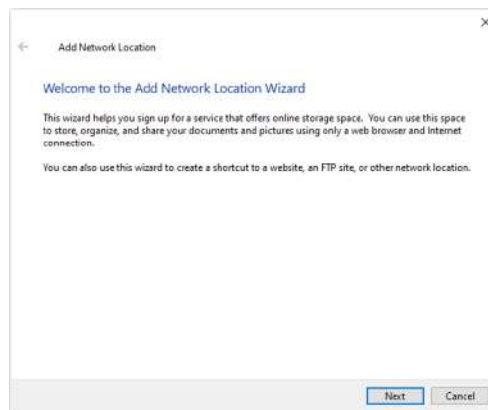 Add Network Location
Welcome to the Add Network Location Wizard
This wizard helps you sign up for a service that offers online storage space. You can use this space
to store, organize, and share your documents and pictures using only a web browser and Internet
connection.
You can also use this wizard to create a shortcut to a website, an FTP site, or other network location.
Next Cancel